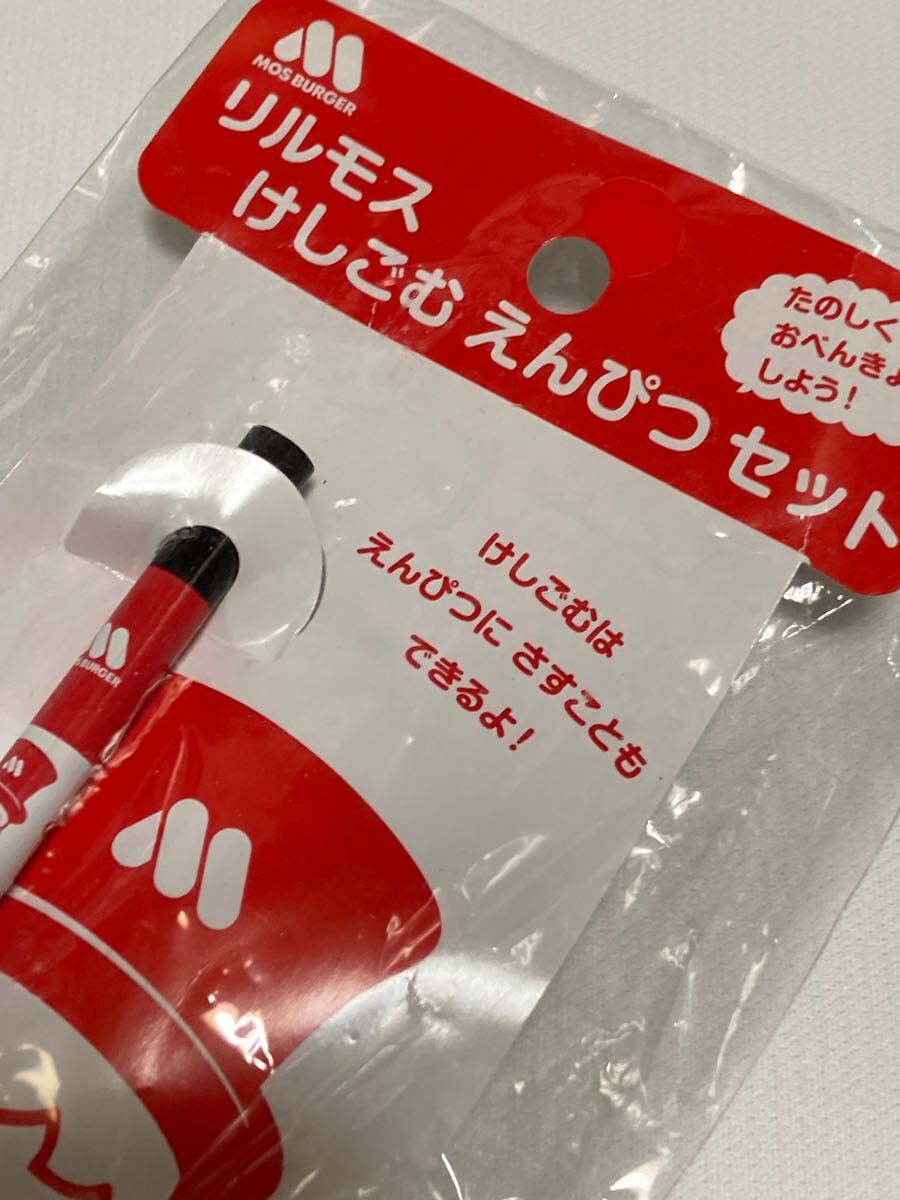 MOS BURGER
リルモス
けしごむ えんぴつ セット
たのしく
おべんきょ
しよう!
けしごむは
えんぴつに さすことも
できるよ!
MOS BURGER